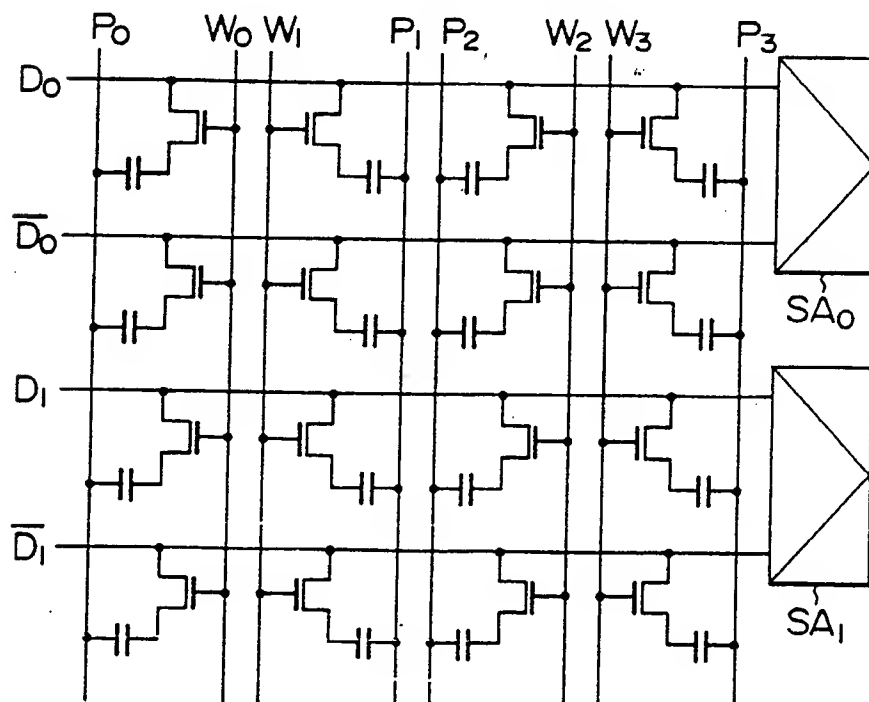 P₀ W₀ W₁ P₁ P₂ W₂ W₃ P₃
D₀
D̅₀
SA₀
D₁
D̅₁
SA₁